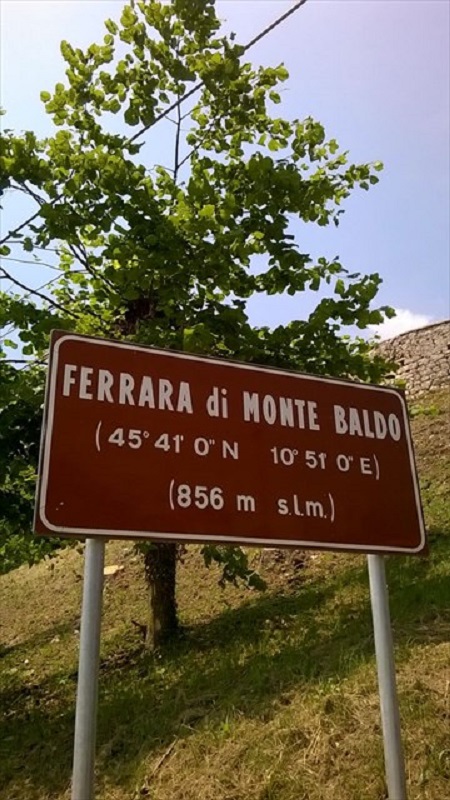 FERRARA di MONTE BALDO
(45° 41' 0" N 10° 51' 0" E)
(856 m s.l.m.)